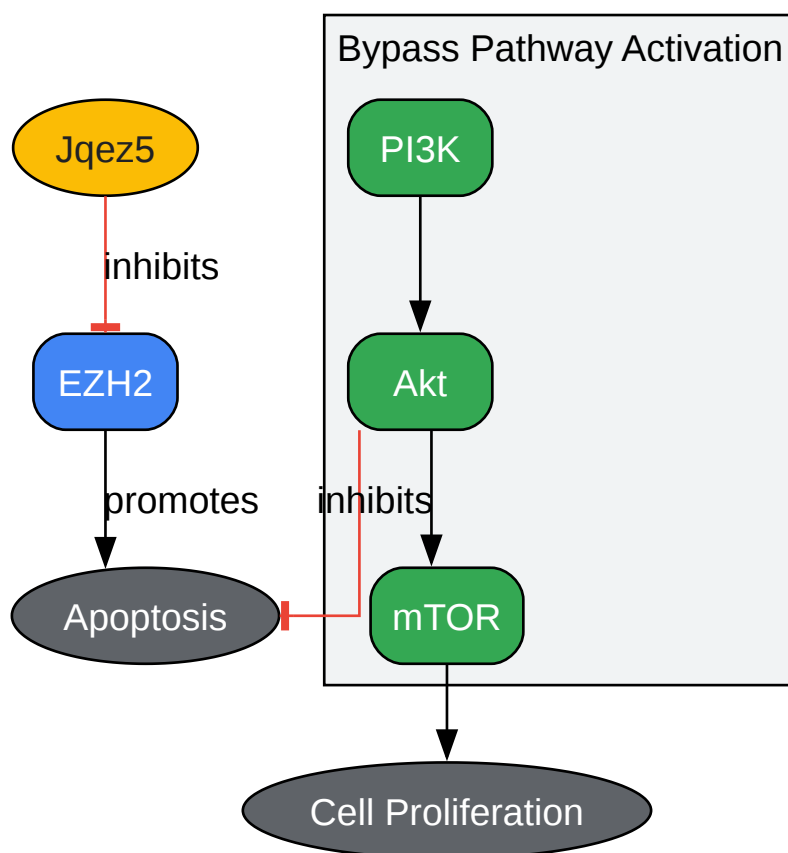 Bypass Pathway Activation
Jqez5
PI3K
inhibits
EZH2
Akt
promotes
inhibits
Apoptosis
mTOR
Cell Proliferation